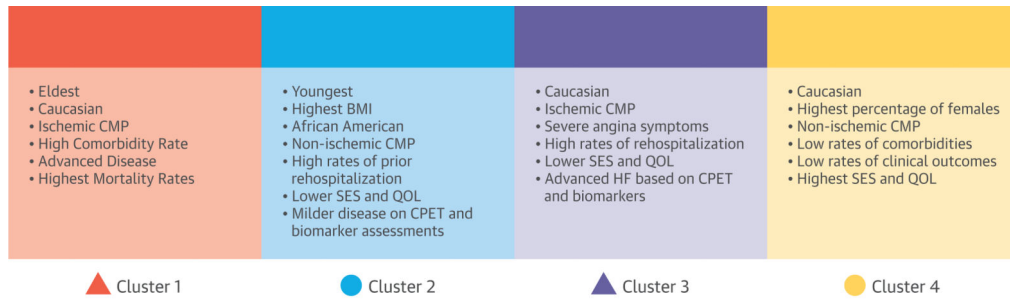 • Eldest
• Caucasian
• Ischemic CMP
• High Comorbidity Rate
• Advanced Disease
• Highest Mortality Rates
• Youngest
• Highest BMI
• African American
• Non-ischemic CMP
• High rates of prior
rehospitalization
• Lower SES and QOL
• Milder disease on CPET and
biomarker assessments
• Caucasian
• Ischemic CMP
• Severe angina symptoms
• High rates of rehospitalization
• Lower SES and QOL
• Advanced HF based on CPET
and biomarkers
• Caucasian
• Highest percentage of females
• Non-ischemic CMP
• Low rates of comorbidities
• Low rates of clinical outcomes
• Highest SES and QOL
Cluster 1
Cluster 2
Cluster 3
Cluster 4